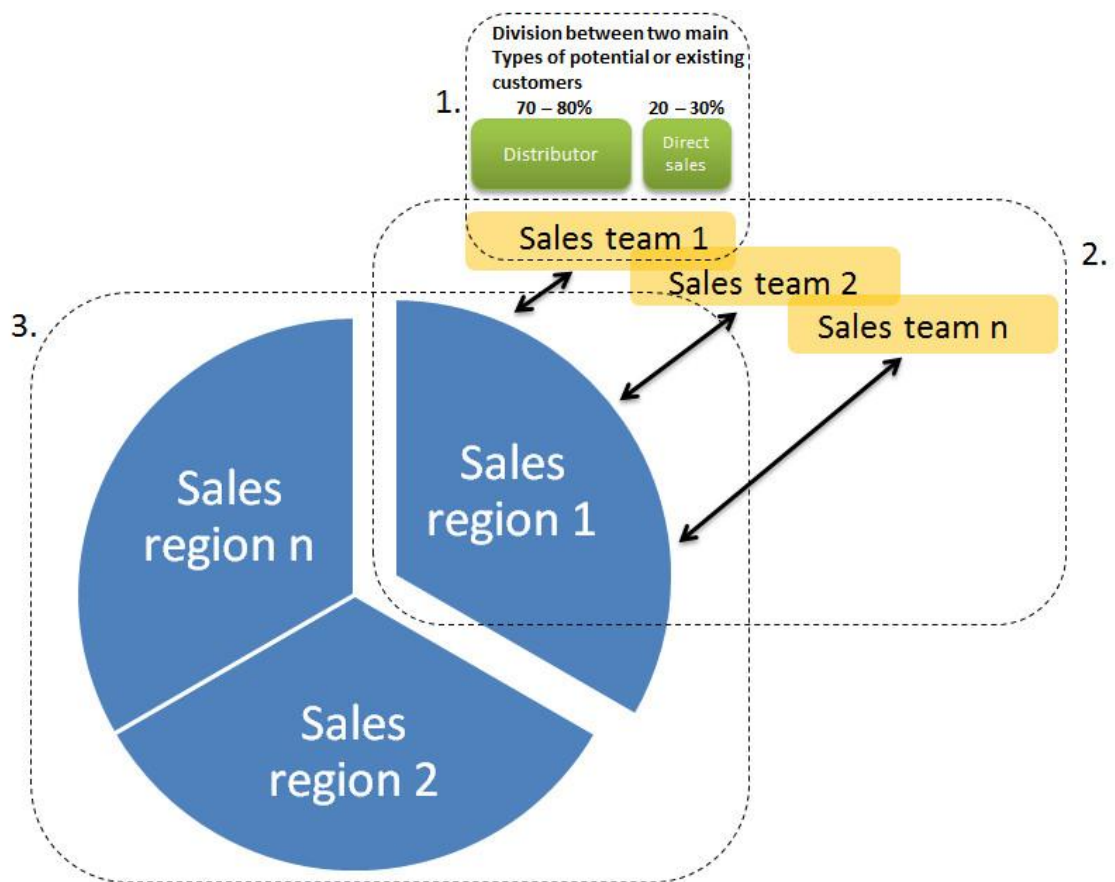 Division between two main
Types of potential or existing
customers
1.
70 – 80%
20 – 30%
Distributor
Direct
sales
Sales team 1
2.
Sales team 2
Sales team n
3.
Sales
region n
Sales
region 1
Sales
region 2